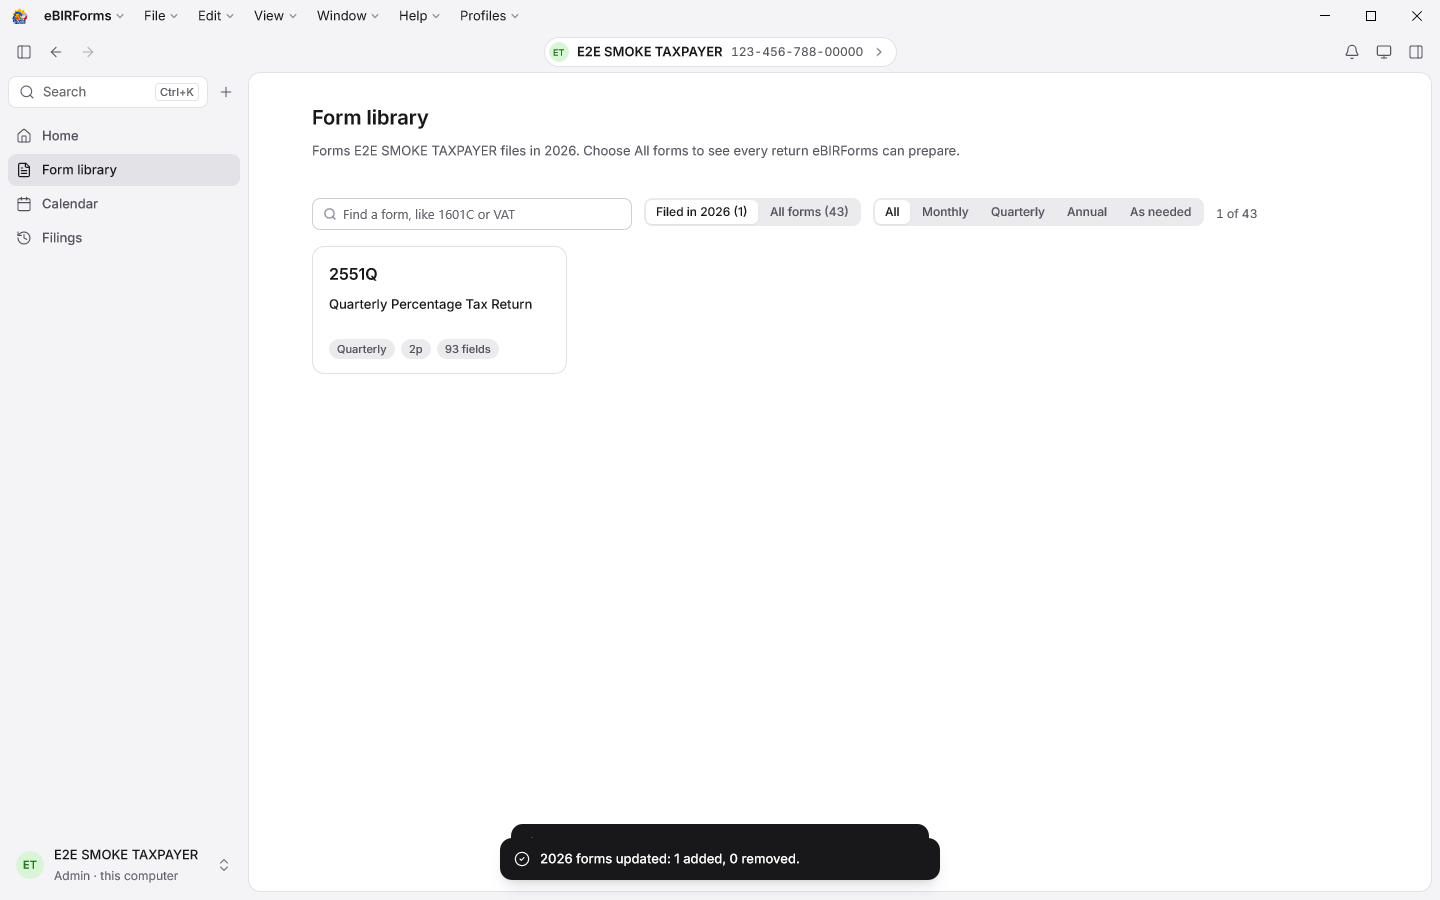 eBIRForms File Edit View Window Help Profiles
ET E2E SMOKE TAXPAYER 123-456-788-00000
Search Ctrl+K
Home
Form library
Calendar
Filings
Form library
Forms E2E SMOKE TAXPAYER files in 2026. Choose All forms to see every return eBIRForms can prepare.
Find a form, like 1601C or VAT
Filed in 2026 (1) All forms (43)
All Monthly Quarterly Annual As needed
1 of 43
2551Q
Quarterly Percentage Tax Return
Quarterly 2p 93 fields
ET E2E SMOKE TAXPAYER
Admin · this computer
2026 forms updated: 1 added, 0 removed.